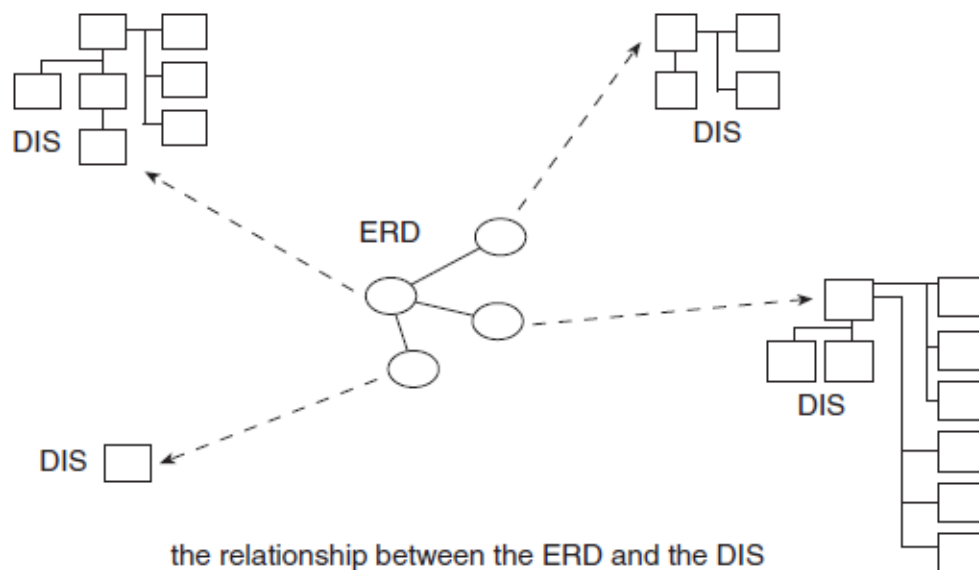 DIS
DIS
ERD
DIS
DIS
the relationship between the ERD and the DIS